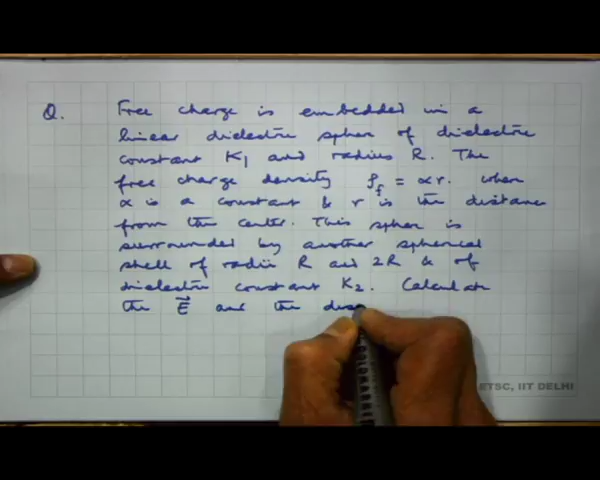 Q. Free charge is embedded in a
linear dielectric sphere of dielectric
constant K1 and radius R. The
free charge density ρf = αr. where
α is a constant & r is the distance
from the center. This sphere is
surrounded by another spherical
shell of radii R and 2R & of
dielectric constant K2. Calculate
the E⃗ and the
ETSC, IIT DELHI